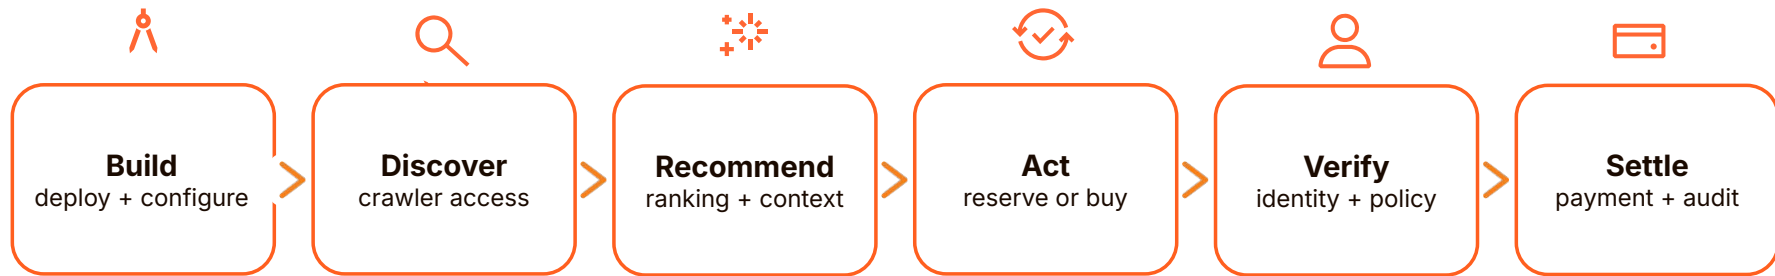 Build
deploy + configure
Discover
crawler access
Recommend
ranking + context
Act
reserve or buy
Verify
identity + policy
Settle
payment + audit